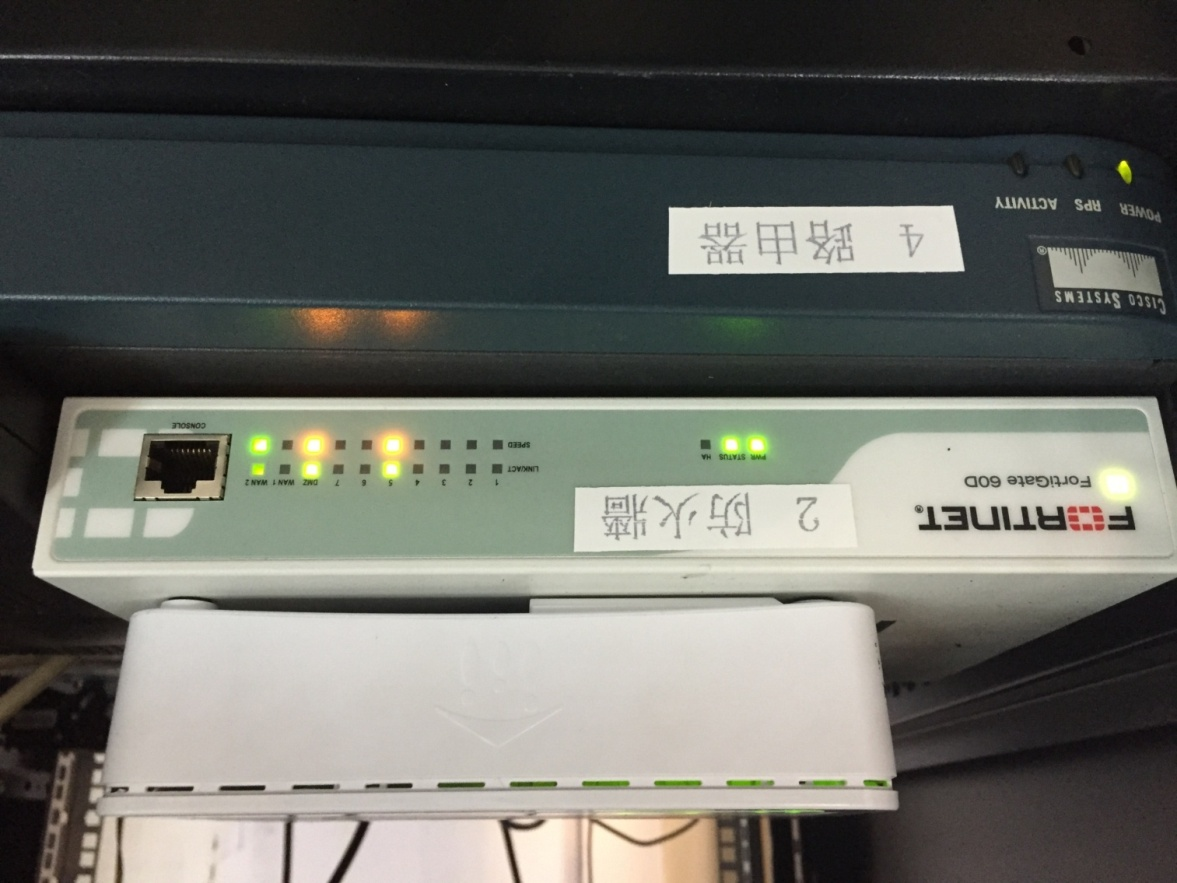 FORTINET®
FortiGate 60D
2 防火牆
PWR STATUS HA
1 2 3 4 5 6 7 DMZ WAN 1 WAN 2
LINK/ACT
SPEED
CONSOLE
CISCO SYSTEMS
®
4 路由器
POWER RPS ACTIVITY